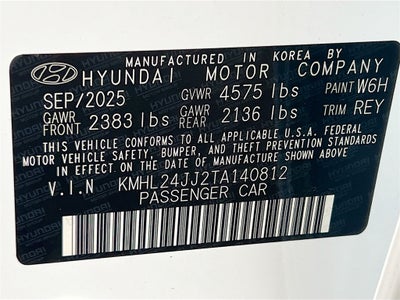 MANUFACTURED IN KOREA BY
HYUNDAI MOTOR COMPANY
SEP/2025 GVWR 4575 lbs PAINT W6H
GAWR FRONT 2383 lbs GAWR REAR 2136 lbs TRIM REY
THIS VEHICLE CONFORMS TO ALL APPLICABLE U.S.A. FEDERAL
MOTOR VEHICLE SAFETY, BUMPER, AND THEFT PREVENTION STANDARDS
IN EFFECT ON THE DATE OF MANUFACTURE SHOWN ABOVE.
V.I.N KMHL24JJ2TA140812
PASSENGER CAR